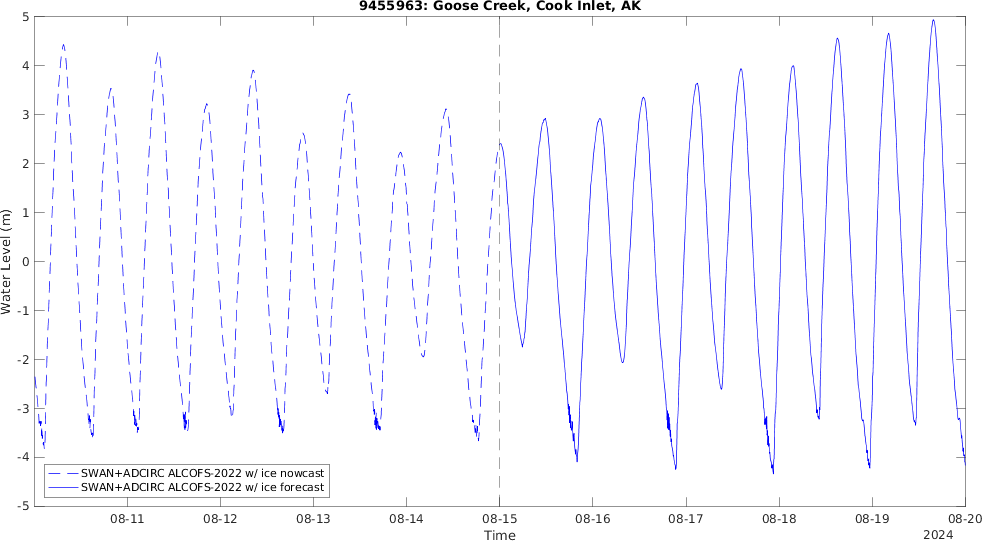 9455963: Goose Creek, Cook Inlet, AK
5
4
3
2
1
0
-1
-2
-3
-4
-5
Water Level (m)
SWAN+ADCIRC ALCOFS-2022 w/ ice nowcast
SWAN+ADCIRC ALCOFS-2022 w/ ice forecast
08-11 08-12 08-13 08-14 08-15 08-16 08-17 08-18 08-19 08-20
Time
2024